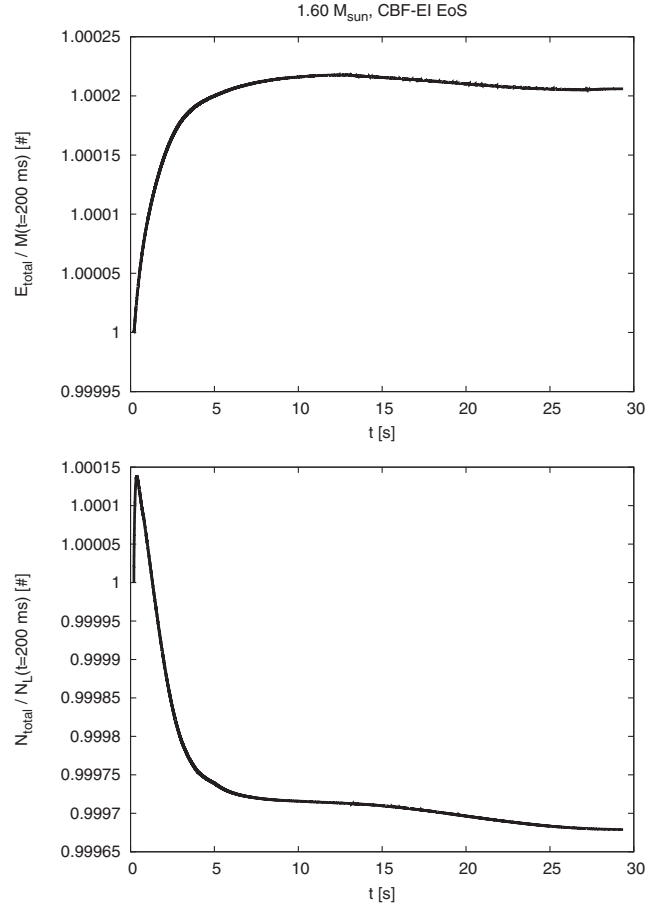 1.60 M_sun, CBF-EI EoS
1.00025
1.0002
1.00015
1.0001
1.00005
1
0.99995
E_total / M(t=200 ms) [#]
0 5 10 15 20 25 30
t [s]
1.00015
1.0001
1.00005
1
0.99995
0.9999
0.99985
0.9998
0.99975
0.9997
0.99965
N_total / N_L(t=200 ms) [#]
0 5 10 15 20 25 30
t [s]